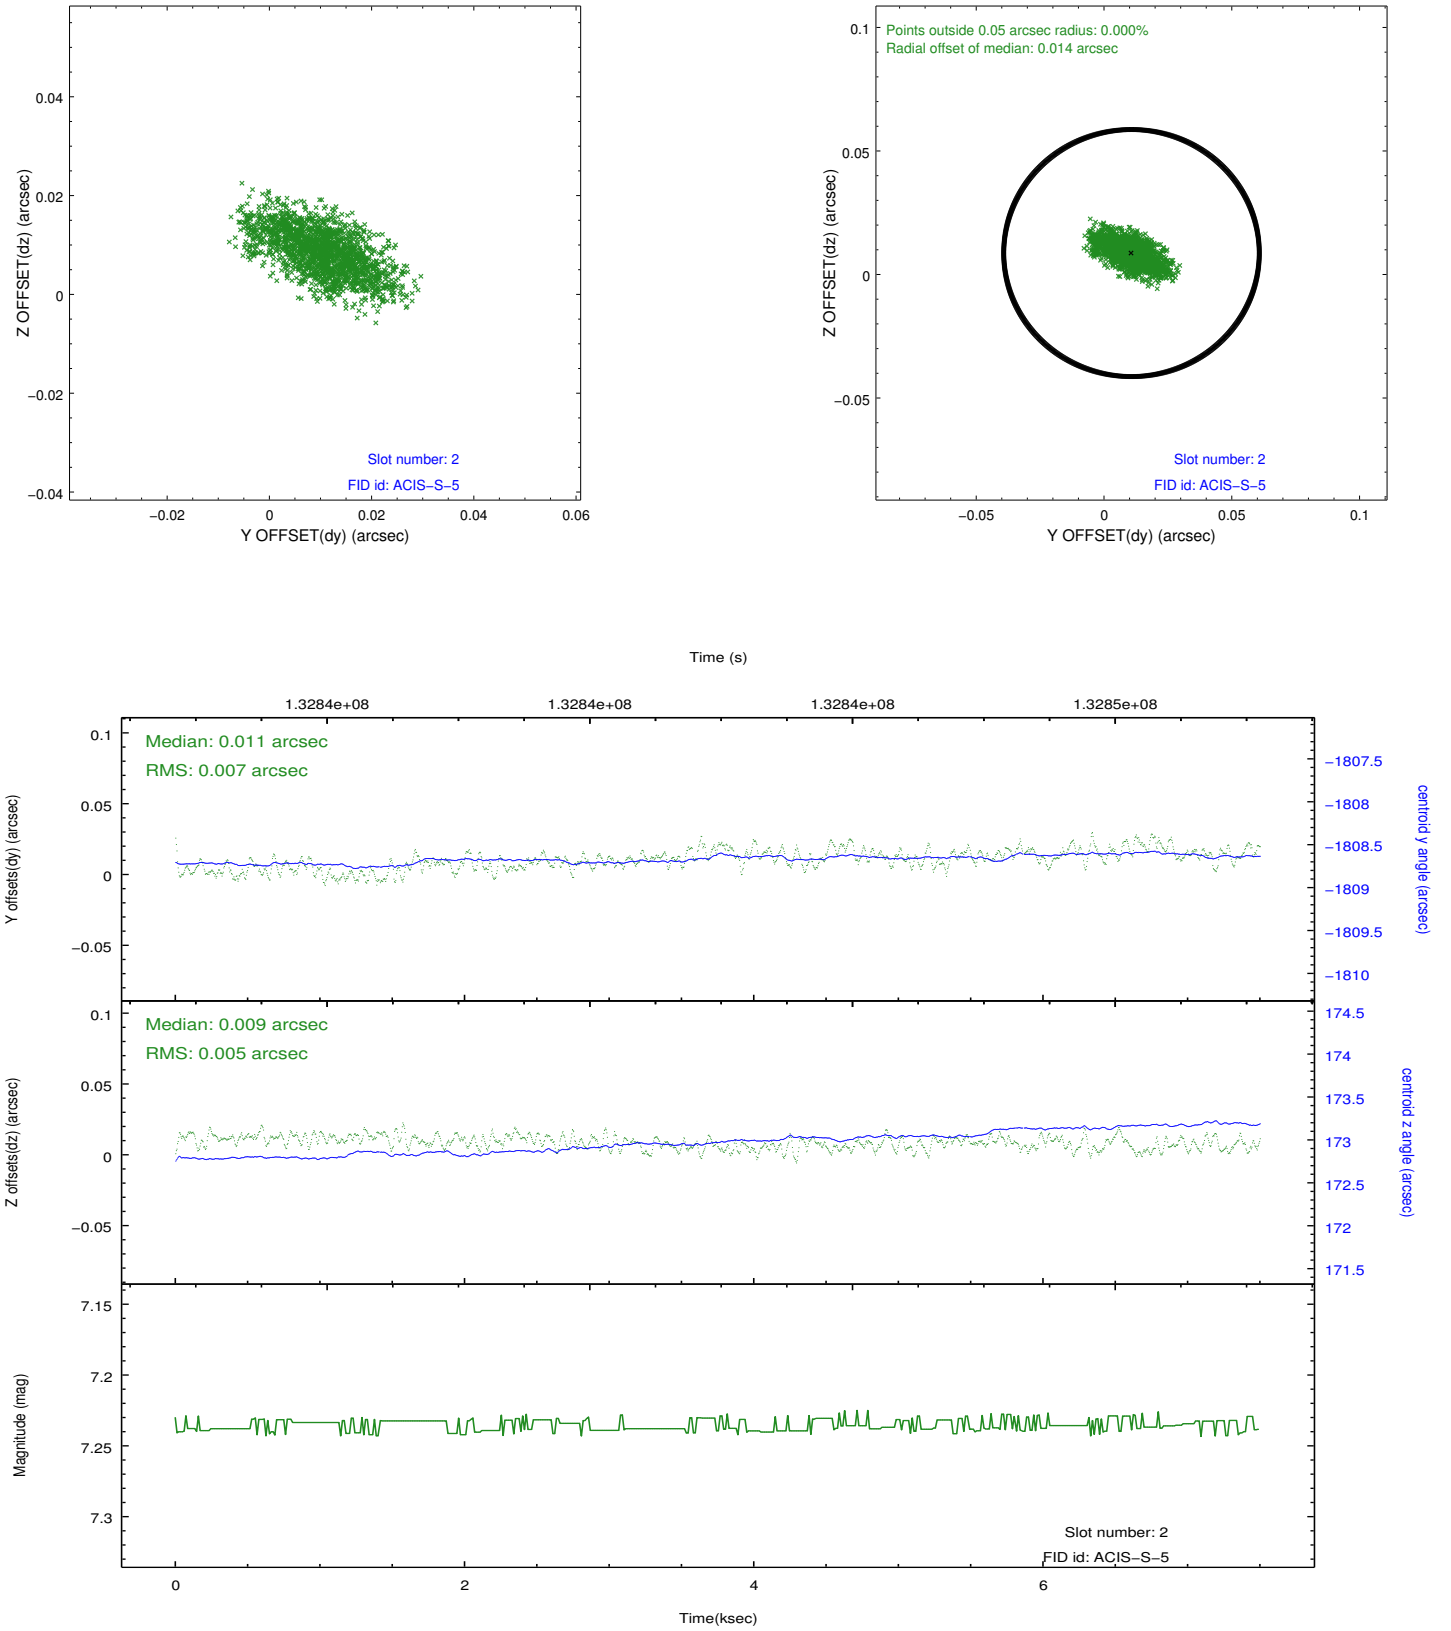 0.04
0.02
0
−0.02
−0.04
Z OFFSET(dz) (arcsec)
Slot number: 2
FID id: ACIS−S−5
−0.02
0
0.02
0.04
0.06
Y OFFSET(dy) (arcsec)
Points outside 0.05 arcsec radius: 0.000%
Radial offset of median: 0.014 arcsec
0.1
0.05
0
−0.05
Z OFFSET(dz) (arcsec)
Slot number: 2
FID id: ACIS−S−5
−0.05
0
0.05
0.1
Y OFFSET(dy) (arcsec)
Time (s)
1.3284e+08
1.3284e+08
1.3284e+08
1.3285e+08
Median: 0.011 arcsec
RMS: 0.007 arcsec
0.1
0.05
0
−0.05
Y offsets(dy) (arcsec)
−1807.5
−1808
−1808.5
−1809
−1809.5
−1810
centroid y angle (arcsec)
Median: 0.009 arcsec
RMS: 0.005 arcsec
0.1
0.05
0
−0.05
Z offsets(dz) (arcsec)
174.5
174
173.5
173
172.5
172
171.5
centroid z angle (arcsec)
7.15
7.2
7.25
7.3
Magnitude (mag)
Slot number: 2
FID id: ACIS−S−5
0
2
4
6
Time(ksec)